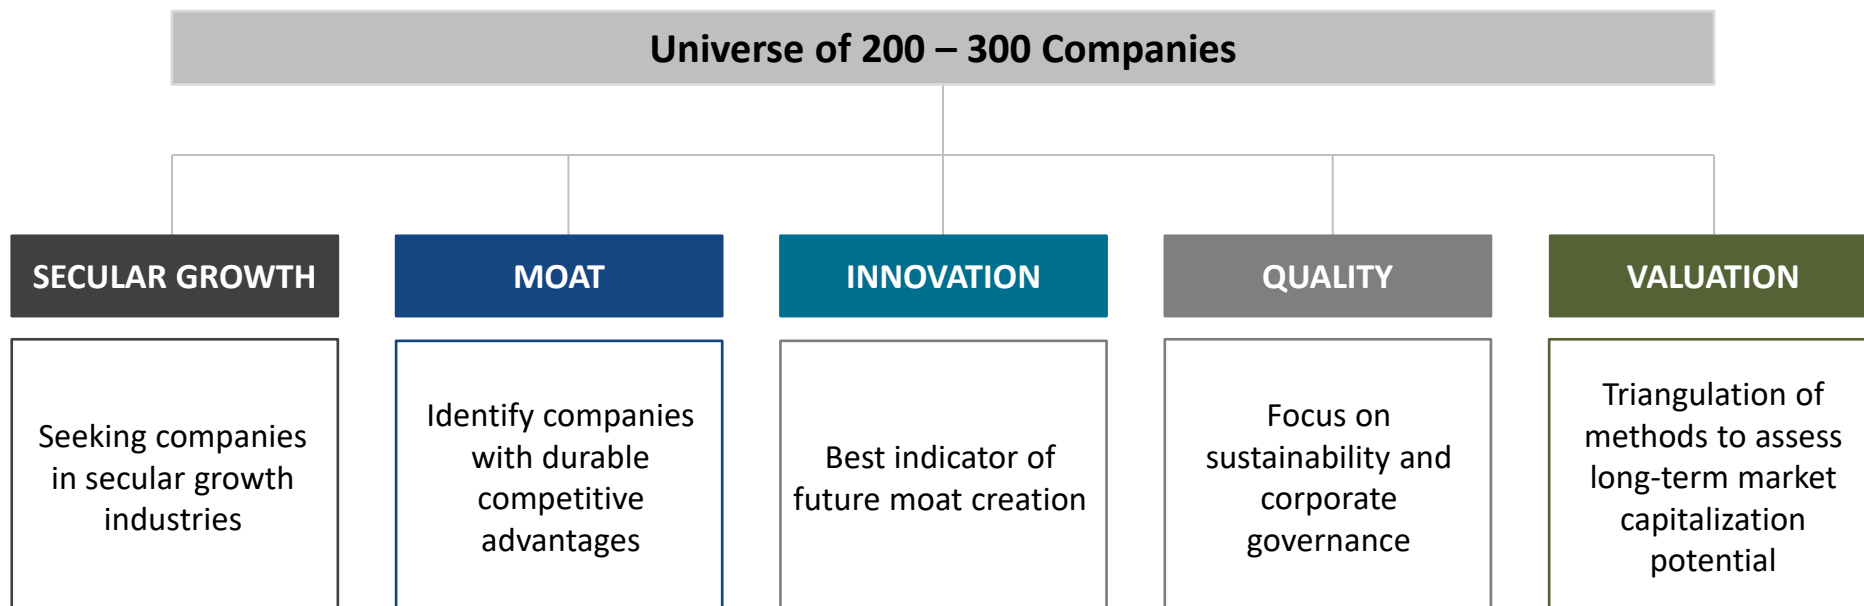 Universe of 200 – 300 Companies
SECULAR GROWTH
Seeking companies
in secular growth
industries
MOAT
Identify companies
with durable
competitive
advantages
INNOVATION
Best indicator of
future moat creation
QUALITY
Focus on
sustainability and
corporate
governance
VALUATION
Triangulation of
methods to assess
long-term market
capitalization
potential